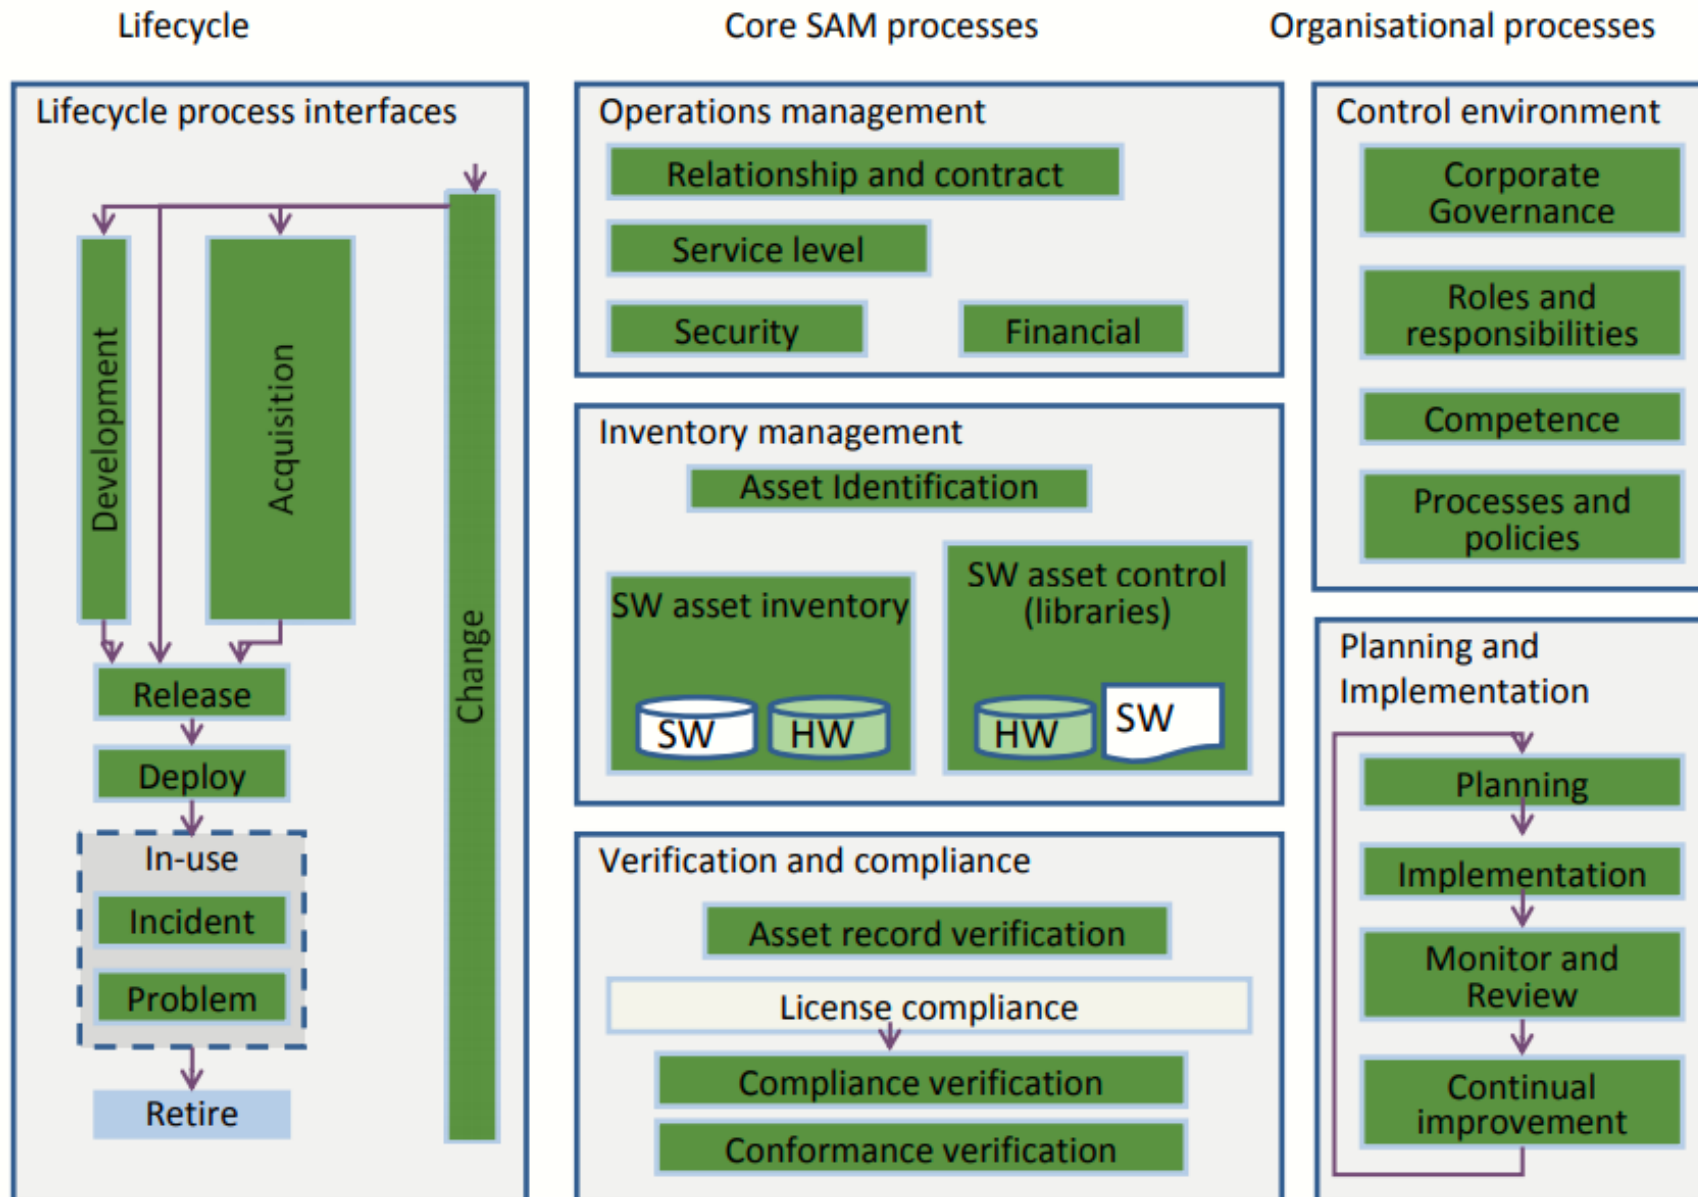 Lifecycle
Core SAM processes
Organisational processes
Lifecycle process interfaces
Development
Acquisition
Change
Release
Deploy
In-use
Incident
Problem
Retire
Operations management
Relationship and contract
Service level
Security
Financial
Inventory management
Asset Identification
SW asset inventory
SW
HW
SW asset control
(libraries)
HW
SW
Verification and compliance
Asset record verification
License compliance
Compliance verification
Conformance verification
Control environment
Corporate
Governance
Roles and
responsibilities
Competence
Processes and
policies
Planning and
Implementation
Planning
Implementation
Monitor and
Review
Continual
improvement